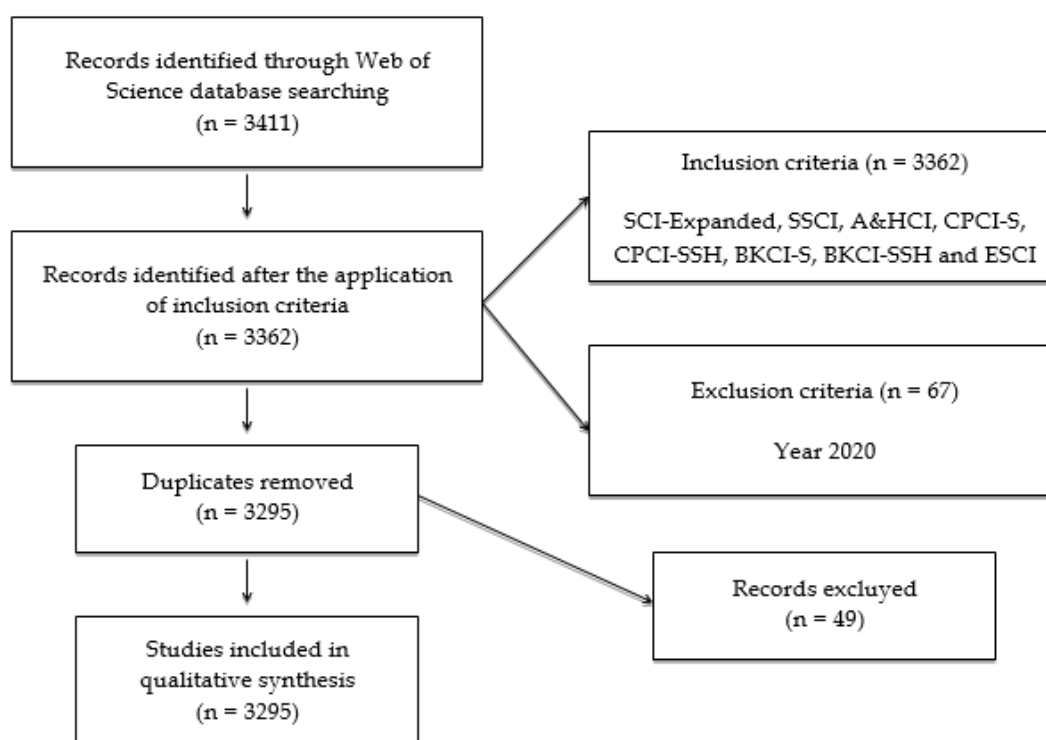 Records identified through Web of
Science database searching
(n = 3411)
Inclusion criteria (n = 3362)
SCI-Expanded, SSCI, A&HCI, CPCI-S,
CPCI-SSH, BKCI-S, BKCI-SSH and ESCI
Records identified after the application
of inclusion criteria
(n = 3362)
Exclusion criteria (n = 67)
Year 2020
Duplicates removed
(n = 3295)
Records excluyed
(n = 49)
Studies included in
qualitative synthesis
(n = 3295)